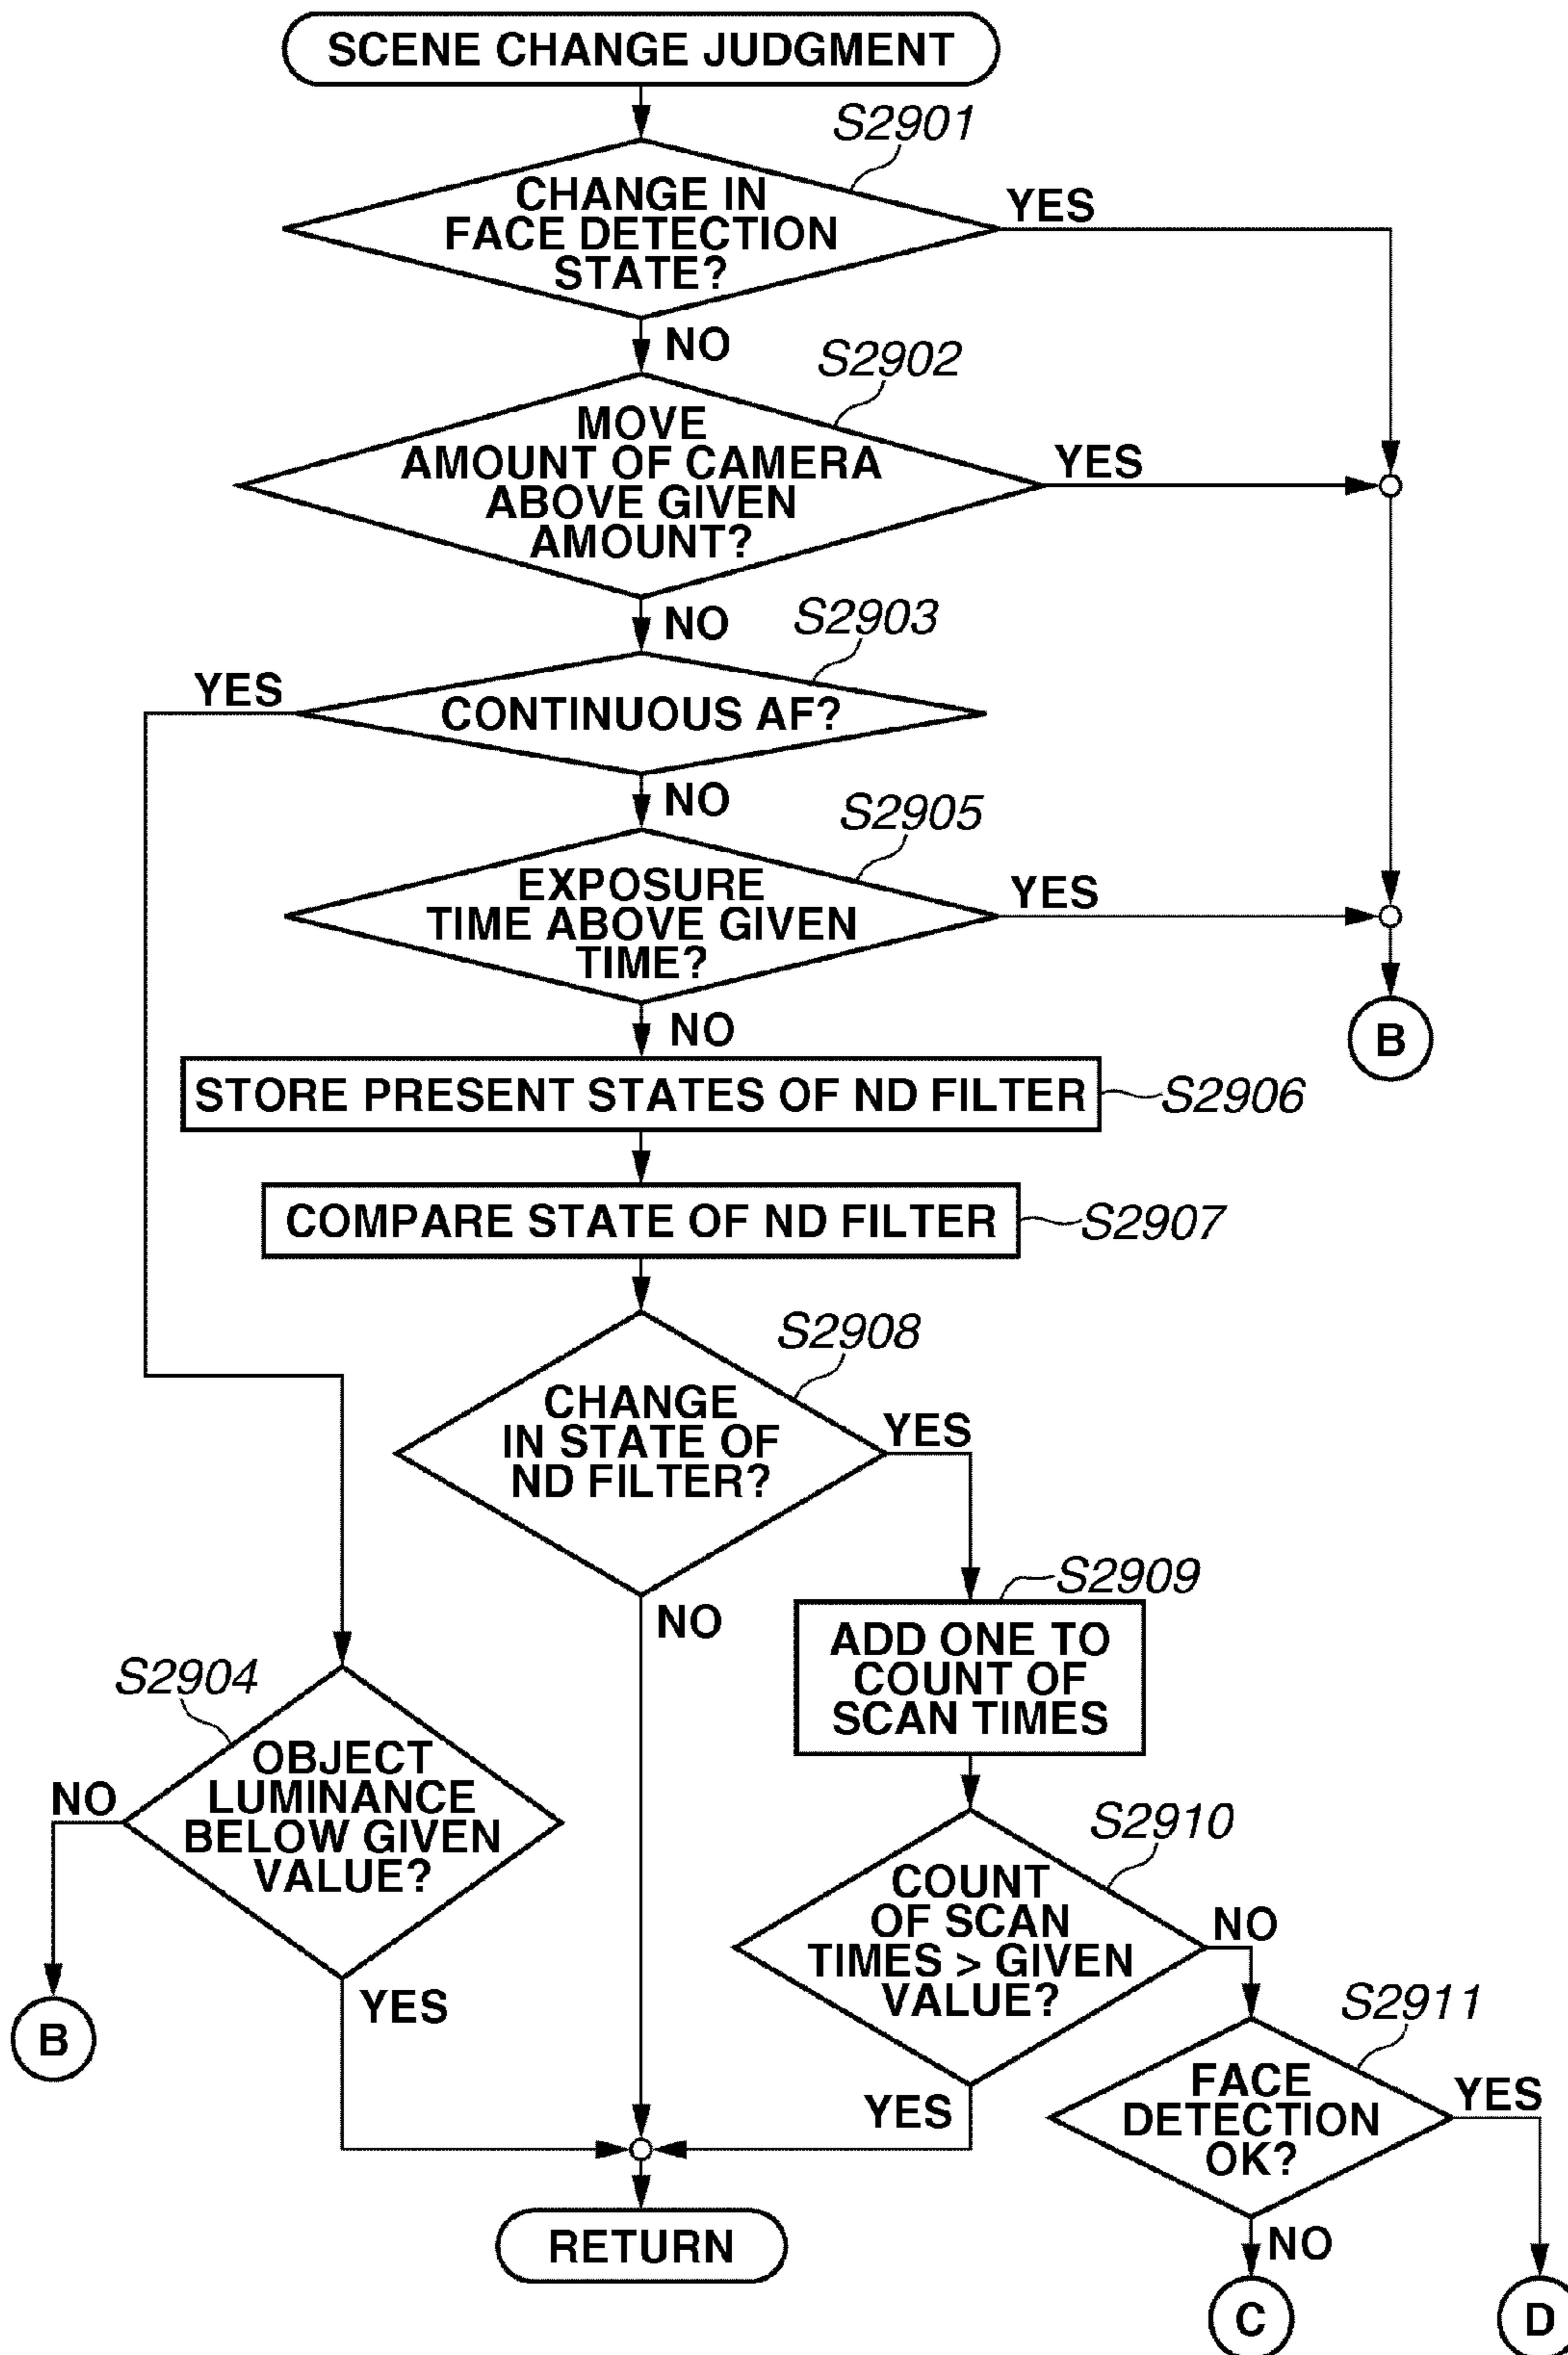 SCENE CHANGE JUDGMENT
S2901
CHANGE IN
FACE DETECTION
STATE?
YES
NO
S2902
MOVE
AMOUNT OF CAMERA
ABOVE GIVEN
AMOUNT?
YES
NO
S2903
YES
CONTINUOUS AF?
NO
S2905
EXPOSURE
TIME ABOVE GIVEN
TIME?
YES
NO
B
STORE PRESENT STATES OF ND FILTER
S2906
COMPARE STATE OF ND FILTER
S2907
S2908
CHANGE
IN STATE OF
ND FILTER?
YES
NO
S2909
ADD ONE TO
COUNT OF
SCAN TIMES
S2904
OBJECT
LUMINANCE
BELOW GIVEN
VALUE?
NO
B
YES
S2910
COUNT
OF SCAN
TIMES > GIVEN
VALUE?
NO
YES
S2911
FACE
DETECTION
OK?
YES
NO
RETURN
C
D